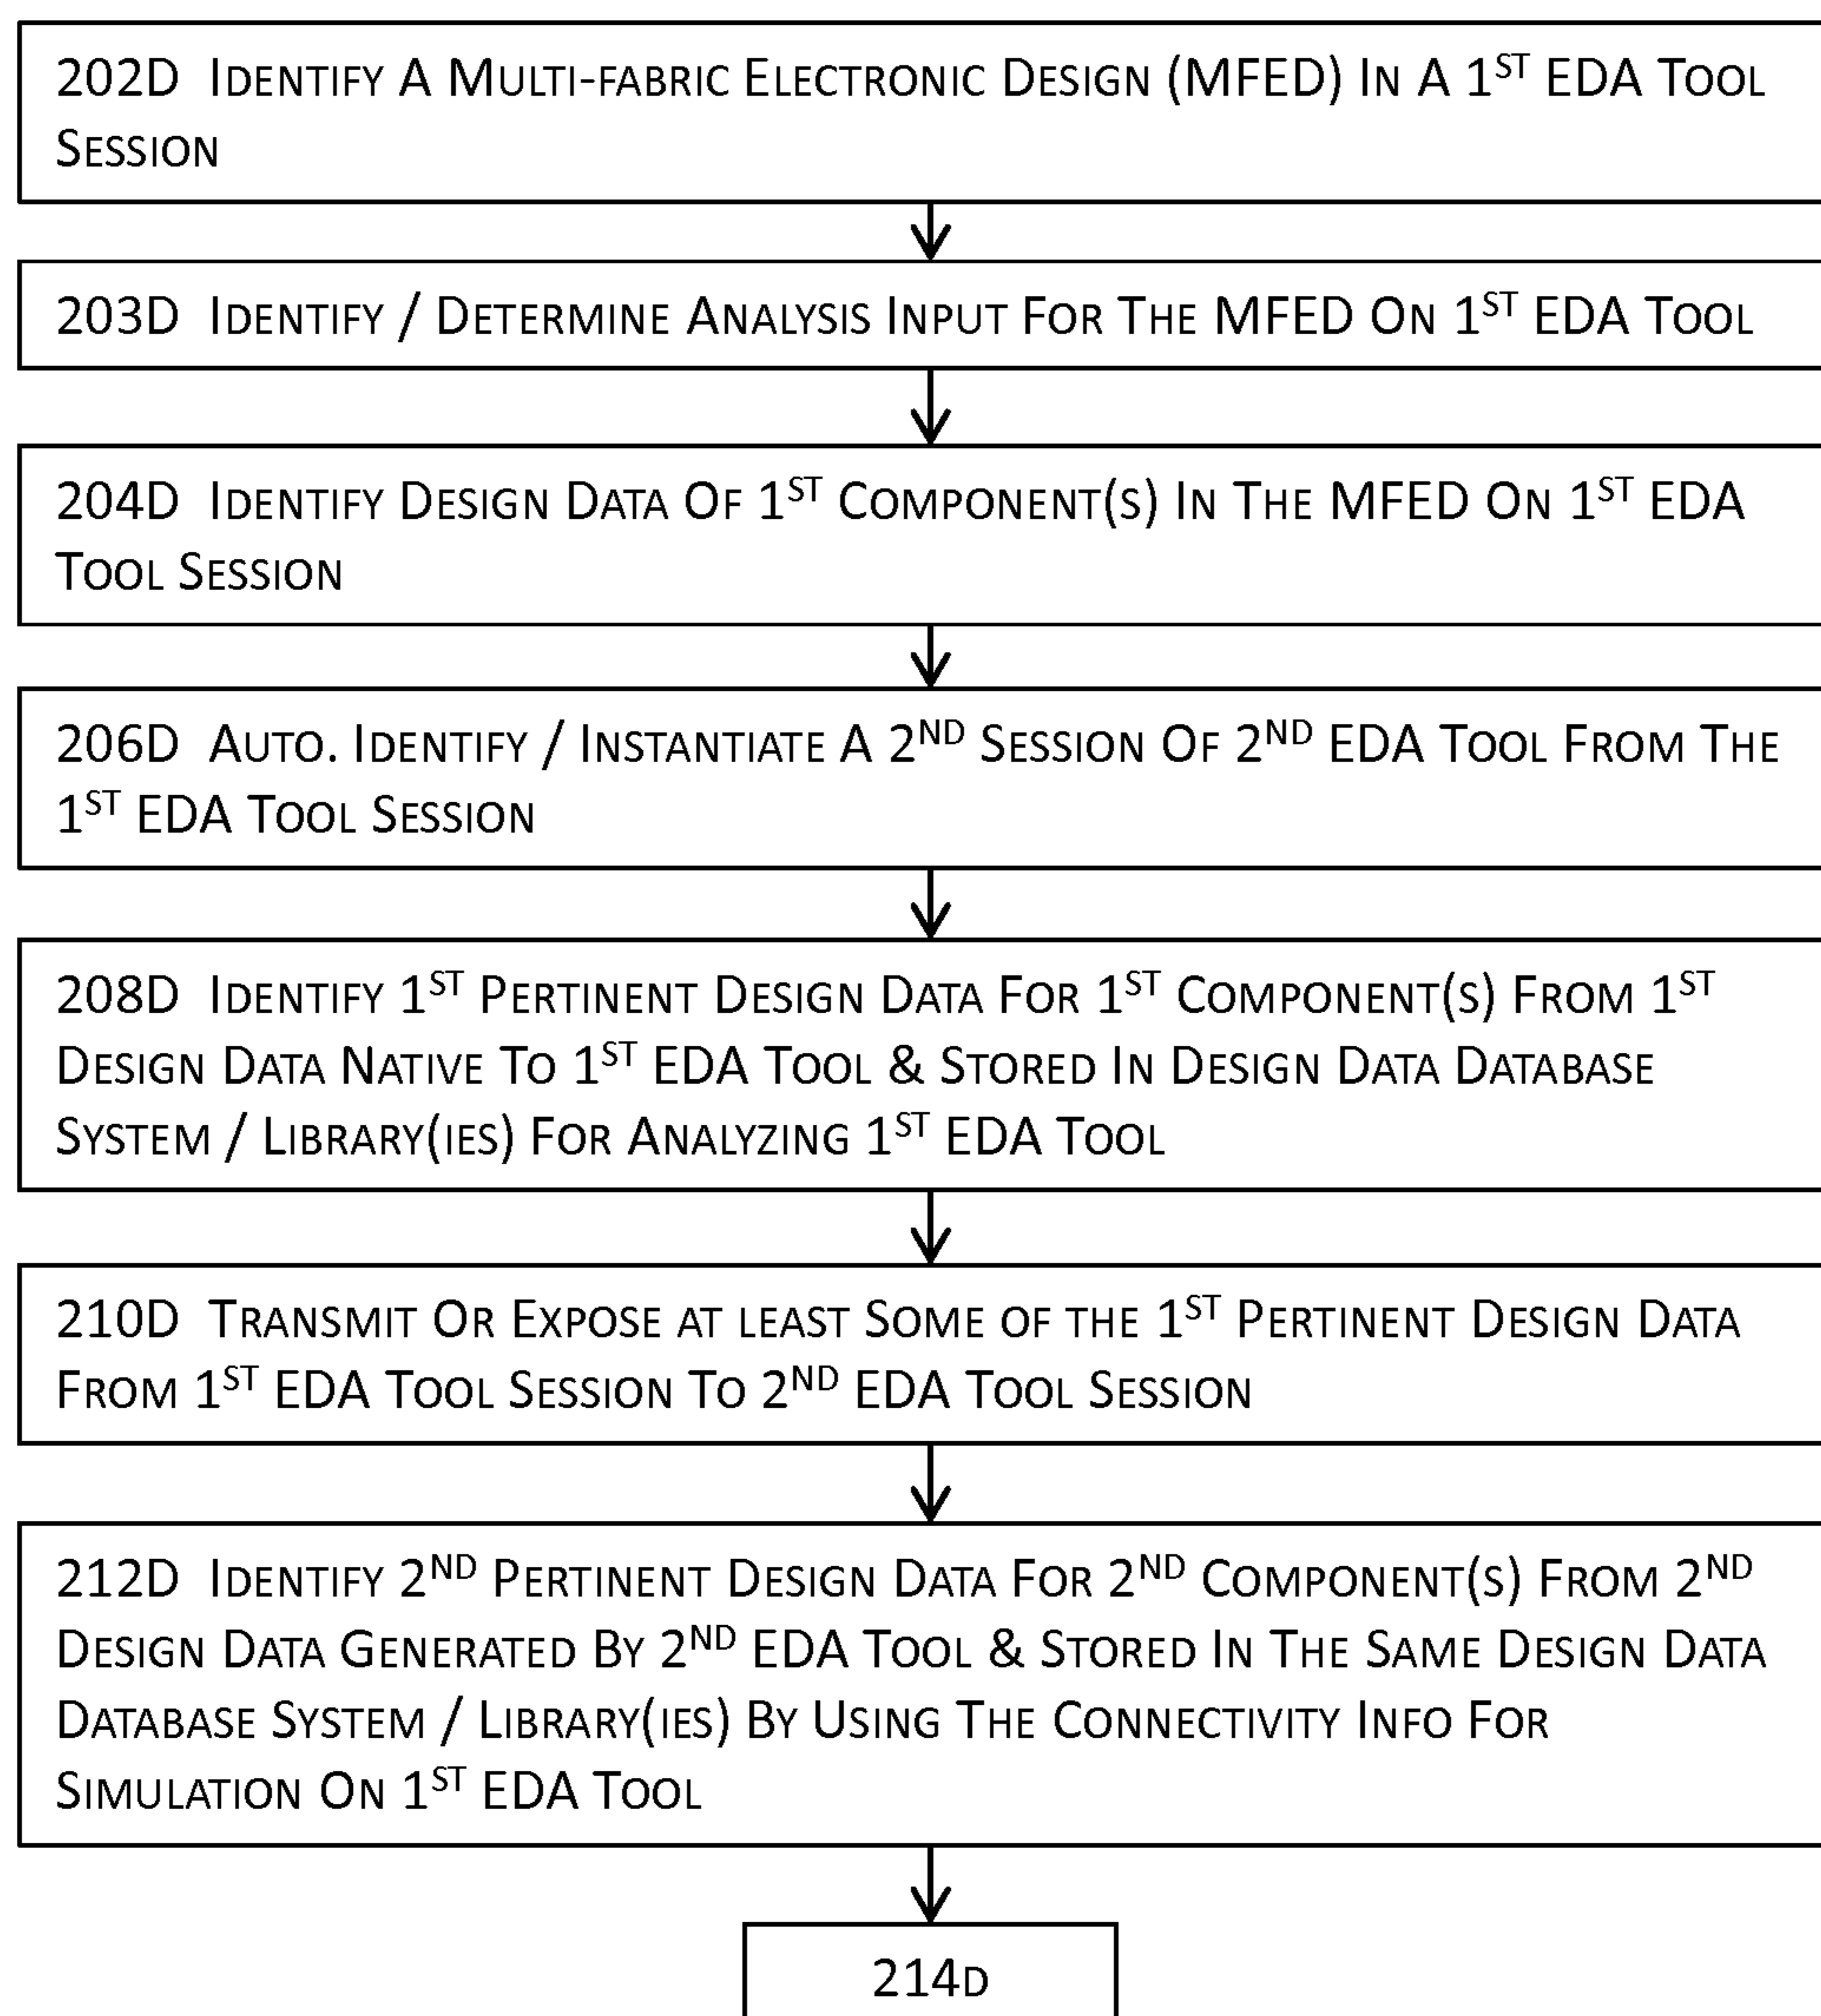 202D Identify A Multi-fabric Electronic Design (MFED) In A 1st EDA Tool
Session
203D Identify / Determine Analysis Input For The MFED On 1st EDA Tool
204D Identify Design Data Of 1st Component(s) In The MFED On 1st EDA
Tool Session
206D Auto. Identify / Instantiate A 2nd Session Of 2nd EDA Tool From The
1st EDA Tool Session
208D Identify 1st Pertinent Design Data For 1st Component(s) From 1st
Design Data Native To 1st EDA Tool & Stored In Design Data Database
System / Library(ies) For Analyzing 1st EDA Tool
210D Transmit Or Expose at least Some of the 1st Pertinent Design Data
From 1st EDA Tool Session To 2nd EDA Tool Session
212D Identify 2nd Pertinent Design Data For 2nd Component(s) From 2nd
Design Data Generated By 2nd EDA Tool & Stored In The Same Design Data
Database System / Library(ies) By Using The Connectivity Info For
Simulation On 1st EDA Tool
214d